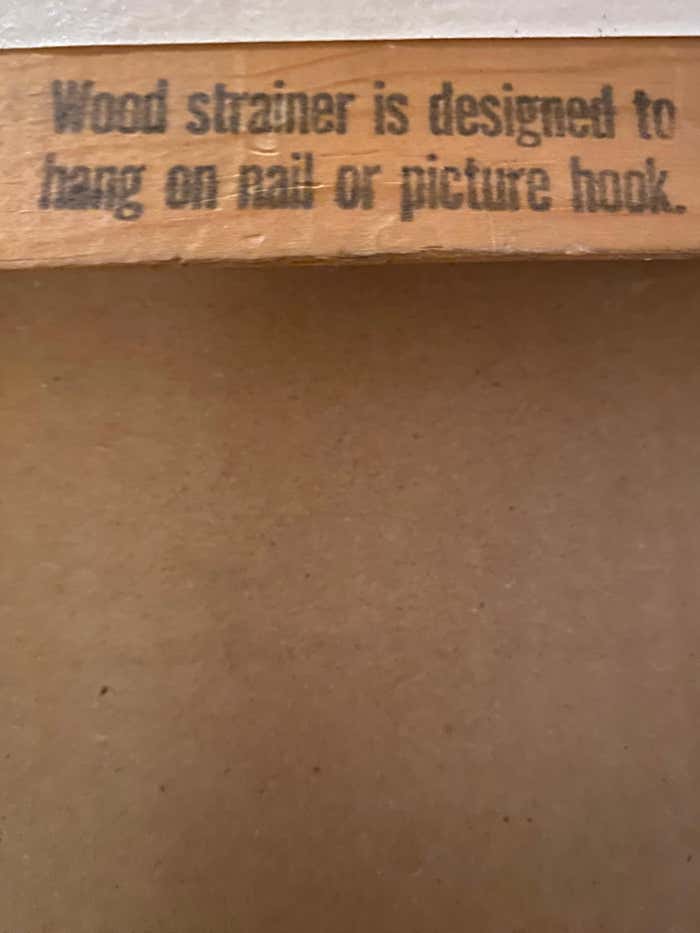 Wood strainer is designed to
hang on nail or picture hook.